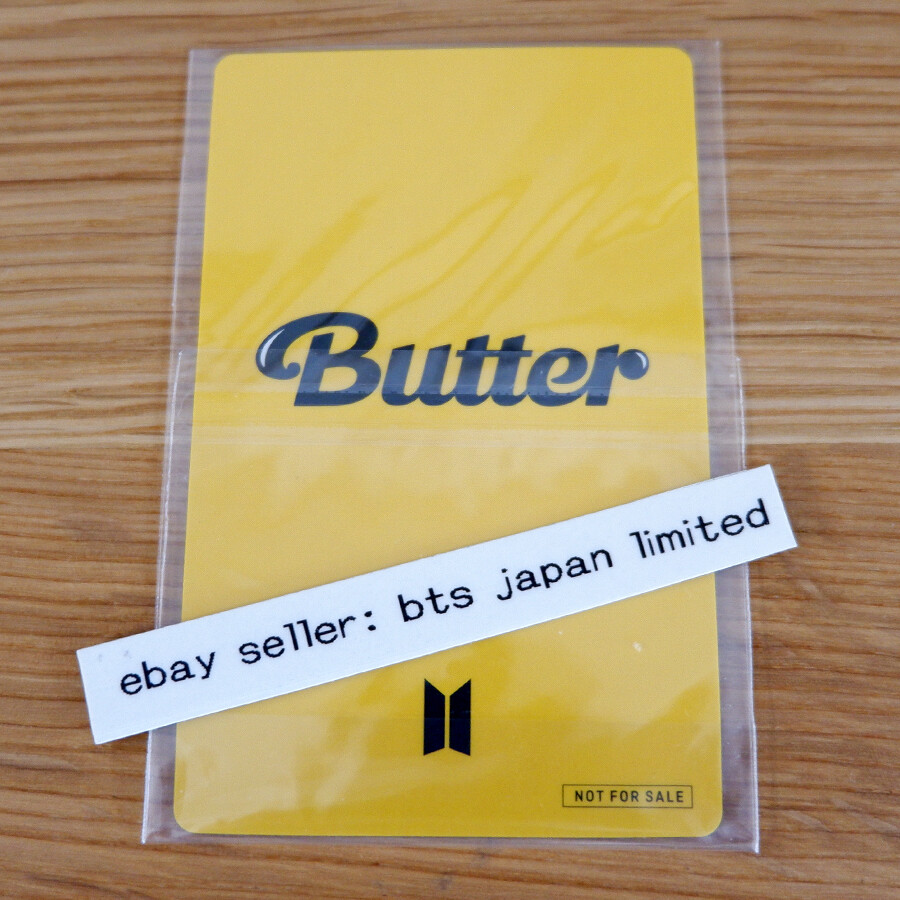 Butter
ebay seller: bts japan limited
NOT FOR SALE